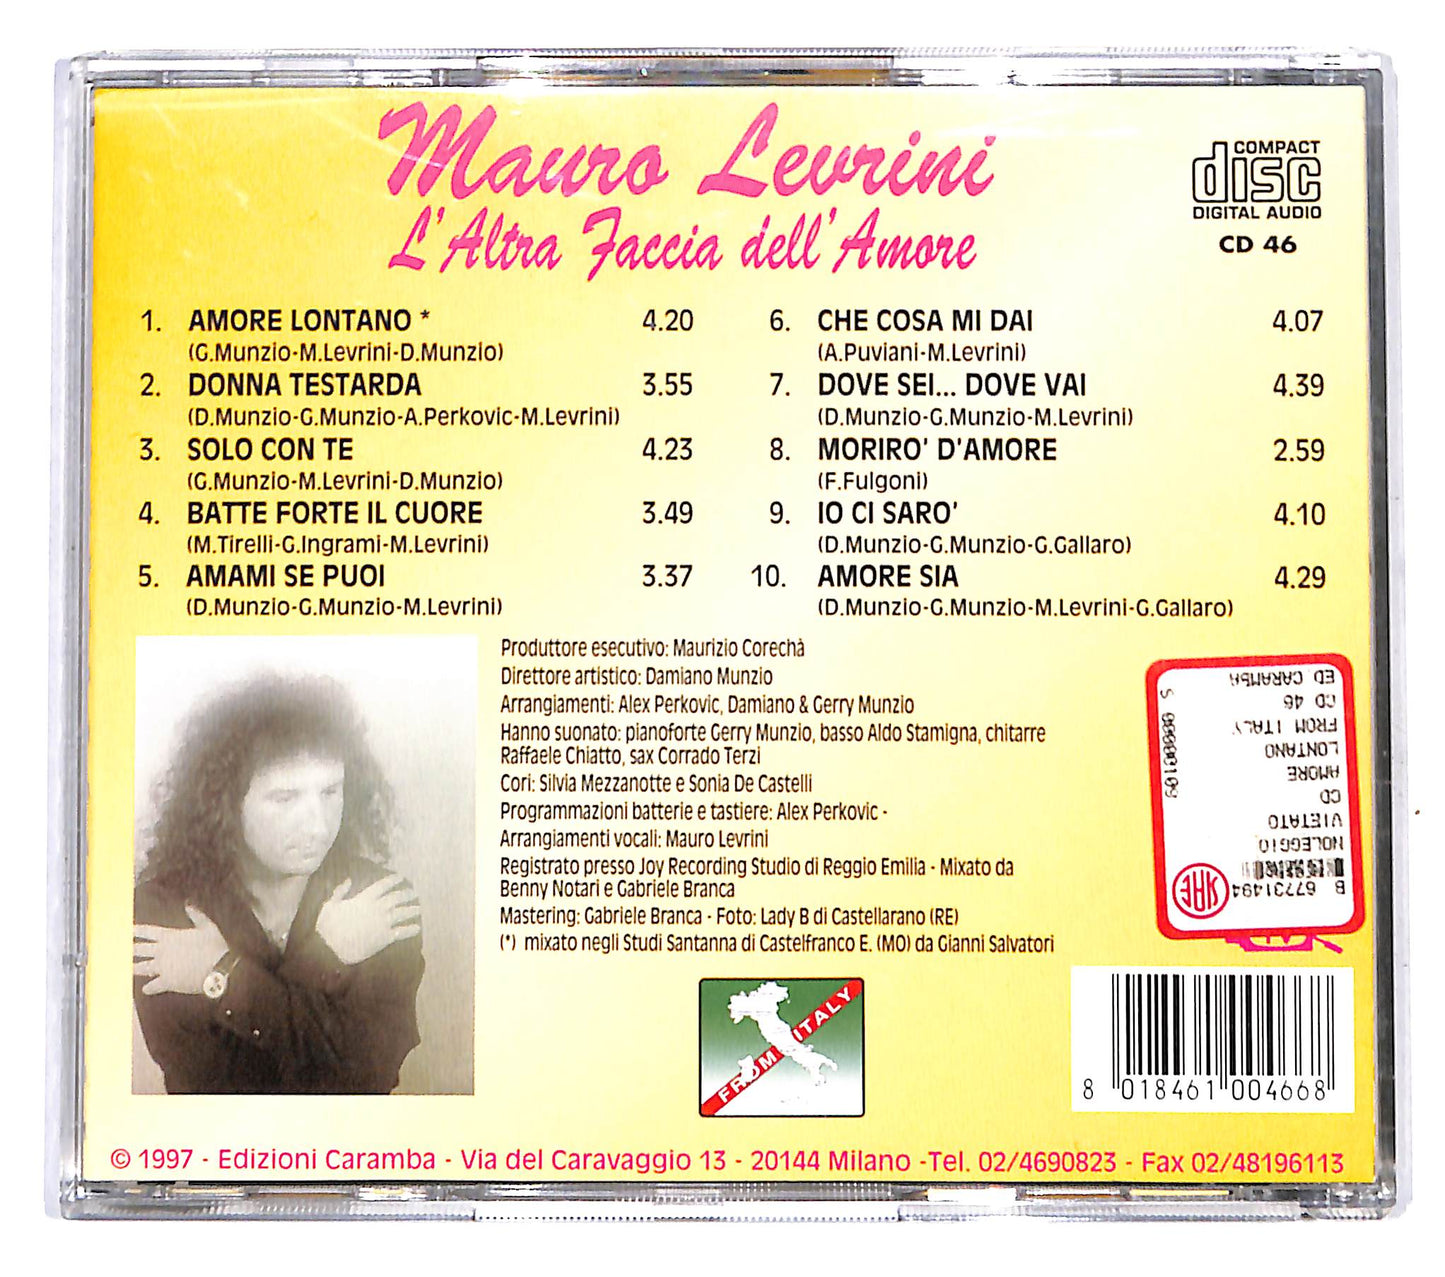 Mauro Levrini
L'Altra Faccia dell'Amore
COMPACT
disc
DIGITAL AUDIO
CD 46
1. AMORE LONTANO * 4.20
(G.Munzio-M.Levrini-D.Munzio)
2. DONNA TESTARDA 3.55
(D.Munzio-G.Munzio-A.Perkovic-M.Levrini)
3. SOLO CON TE 4.23
(G.Munzio-M.Levrini-D.Munzio)
4. BATTE FORTE IL CUORE 3.49
(M.Tirelli-G.Ingrami-M.Levrini)
5. AMAMI SE PUOI 3.37
(D.Munzio-G.Munzio-M.Levrini)
6. CHE COSA MI DAI 4.07
(A.Puviani-M.Levrini)
7. DOVE SEI... DOVE VAI 4.39
(D.Munzio-G.Munzio-M.Levrini)
8. MORIRO' D'AMORE 2.59
(F.Fulgoni)
9. IO CI SARO' 4.10
(D.Munzio-G.Munzio-G.Gallaro)
10. AMORE SIA 4.29
(D.Munzio-G.Munzio-M.Levrini-G.Gallaro)
Produttore esecutivo: Maurizio Corechà
Direttore artistico: Damiano Munzio
Arrangiamenti: Alex Perkovic, Damiano & Gerry Munzio
Hanno suonato: pianoforte Gerry Munzio, basso Aldo Stamigna, chitarre
Raffaele Chiatto, sax Corrado Terzi
Cori: Silvia Mezzanotte e Sonia De Castelli
Programmazioni batterie e tastiere: Alex Perkovic -
Arrangiamenti vocali: Mauro Levrini
Registrato presso Joy Recording Studio di Reggio Emilia - Mixato da
Benny Notari e Gabriele Branca
Mastering: Gabriele Branca - Foto: Lady B di Castellarano (RE)
(*) mixato negli Studi Santanna di Castelfranco E. (MO) da Gianni Salvatori
B 67731494
NOLEGGIO
VIETATO
CD
AMORE
LONTANO
FROM ITALY
CD 46
ED CARAMBA
S 000000109
SIAE
FROM ITALY
8 018461 004668
© 1997 - Edizioni Caramba - Via del Caravaggio 13 - 20144 Milano -Tel. 02/4690823 - Fax 02/48196113